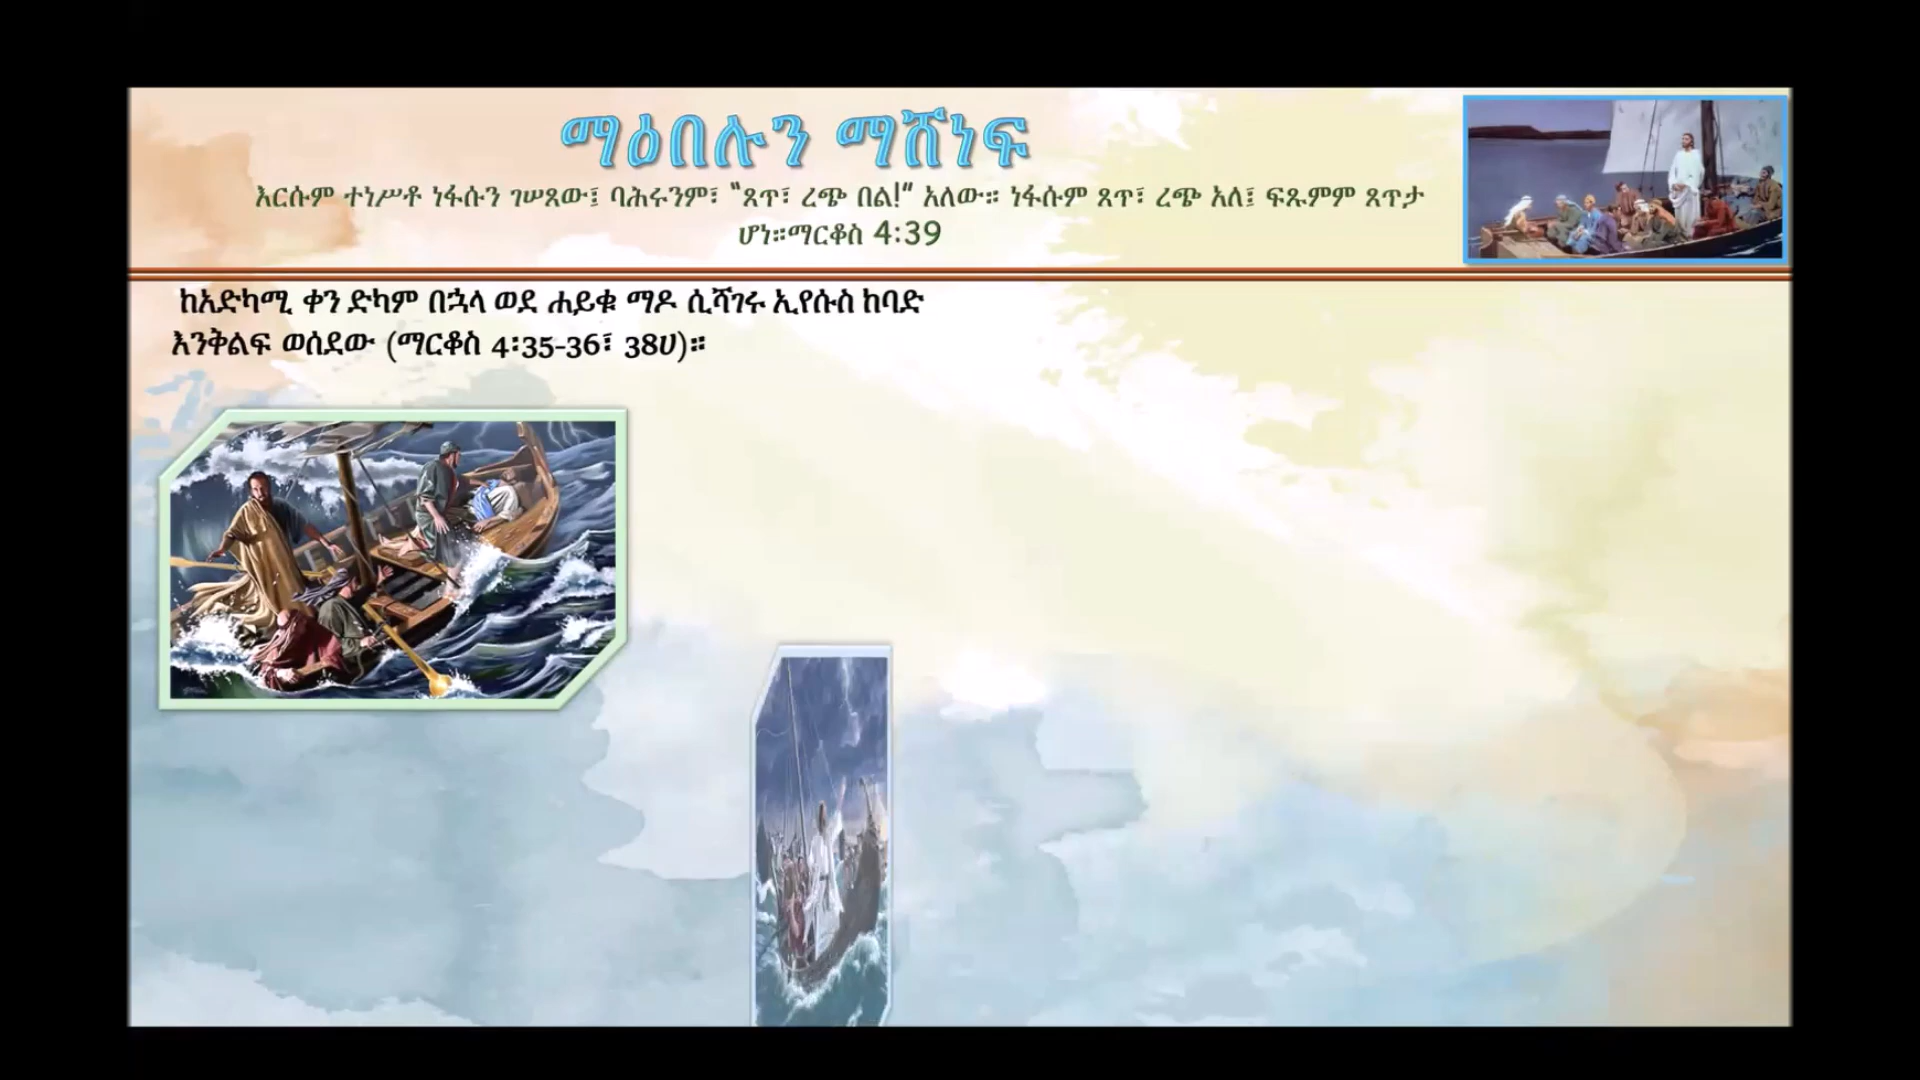 ማዕበሉን ማሸነፍ
እርሱም ተነሥቶ ነፋሱን ገሠጸው፤ ባሕሩንም፣ “ጸጥ፣ ረጭ በል!” አለው። ነፋሱም ጸጥ፣ ረጭ አለ፤ ፍጹምም ጸጥታ
ሆነ።ማርቆስ 4:39
ከአድካሚ ቀን ድካም በኋላ ወደ ሐይቁ ማዶ ሲሻገሩ ኢየሱስ ከባድ
እንቅልፍ ወሰደው (ማርቆስ 4፡35-36፣ 38ሀ)።